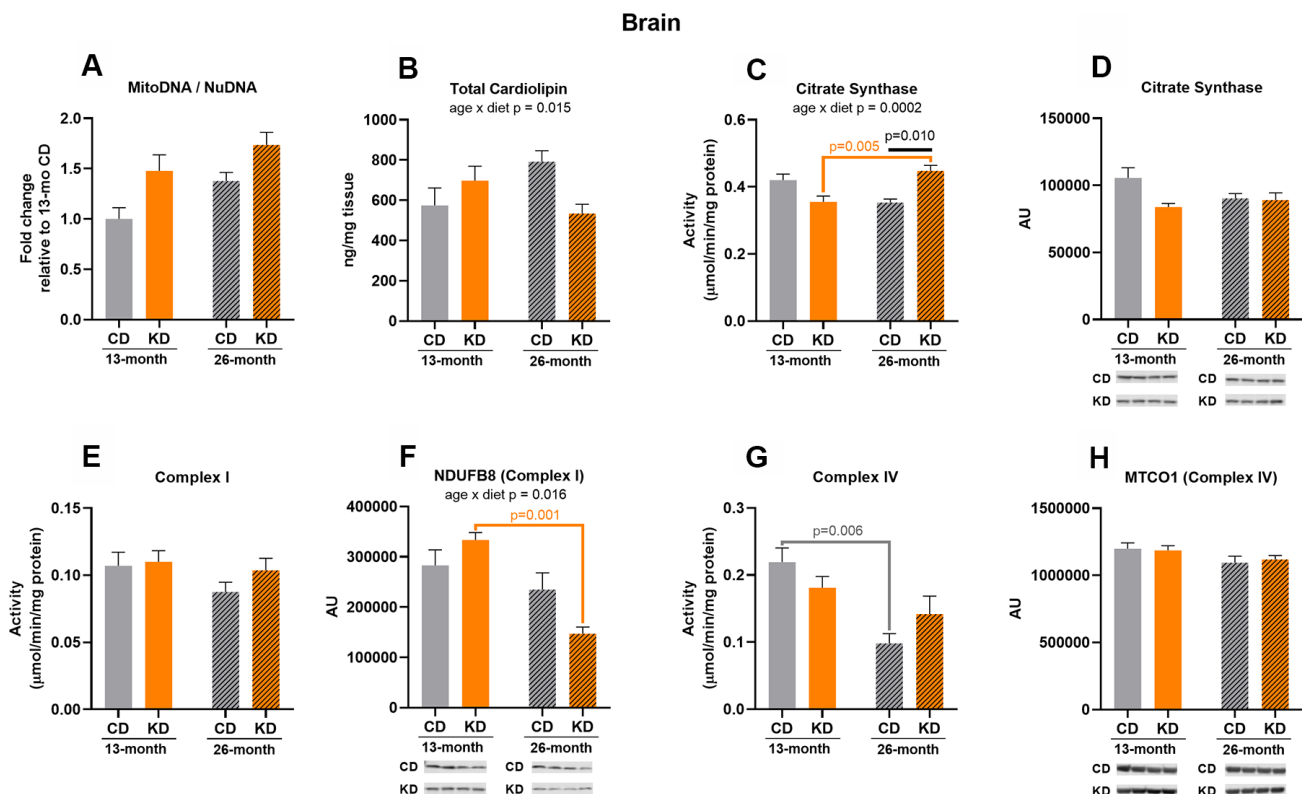 Brain
A
MitoDNA / NuDNA
Fold change
relative to 13-mo CD
2.0
1.5
1.0
0.5
0.0
CD KD CD KD
13-month 26-month
B
Total Cardiolipin
age x diet p = 0.015
ng/mg tissue
1000
800
600
400
200
0
CD KD CD KD
13-month 26-month
C
Citrate Synthase
age x diet p = 0.0002
p=0.010
p=0.005
Activity
(μmol/min/mg protein)
0.6
0.4
0.2
0.0
CD KD CD KD
13-month 26-month
D
Citrate Synthase
AU
150000
100000
50000
0
CD KD CD KD
13-month 26-month
CD CD
KD KD
E
Complex I
Activity
(μmol/min/mg protein)
0.15
0.10
0.05
0.00
CD KD CD KD
13-month 26-month
F
NDUFB8 (Complex I)
age x diet p = 0.016
p=0.001
AU
400000
300000
200000
100000
0
CD KD CD KD
13-month 26-month
CD CD
KD KD
G
Complex IV
p=0.006
Activity
(μmol/min/mg protein)
0.3
0.2
0.1
0.0
CD KD CD KD
13-month 26-month
H
MTCO1 (Complex IV)
AU
1500000
1000000
500000
0
CD KD CD KD
13-month 26-month
CD CD
KD KD